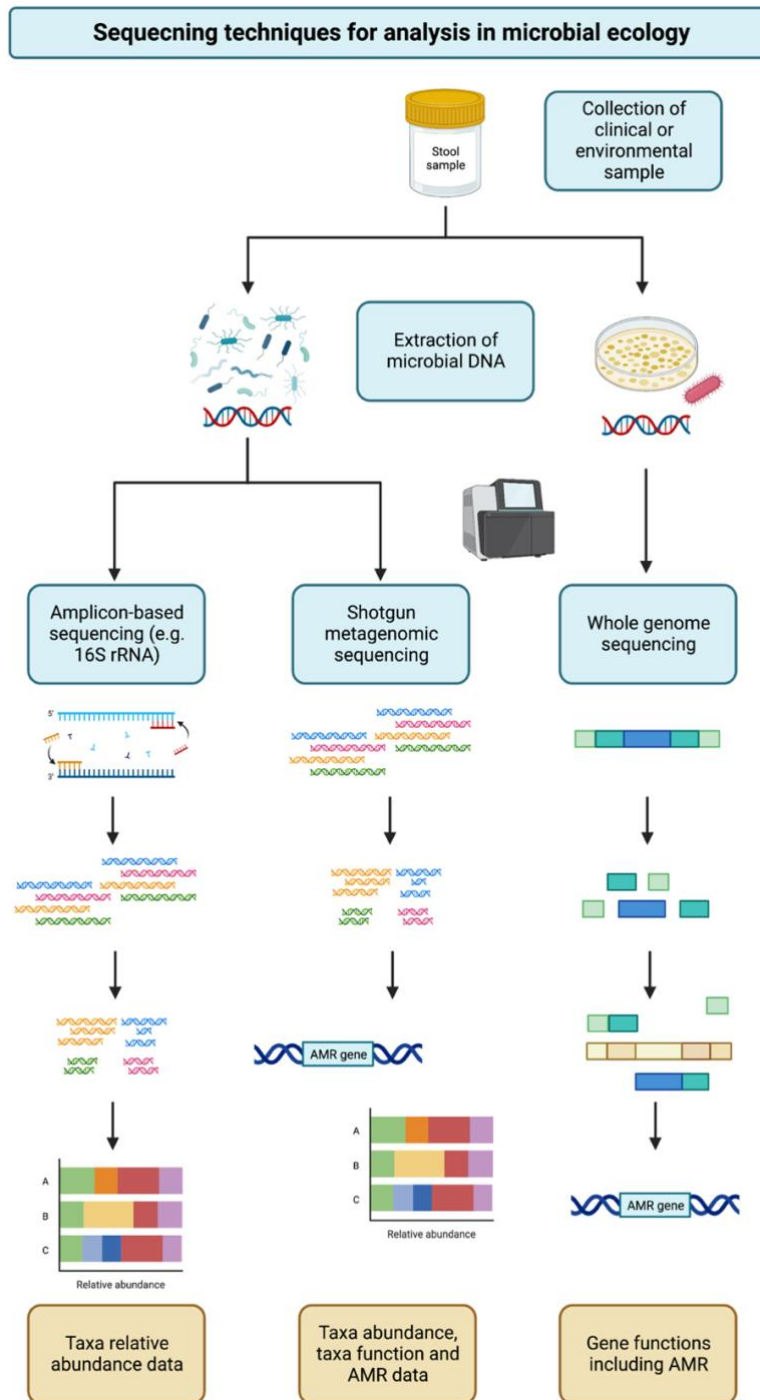 Sequecning techniques for analysis in microbial ecology
Stool
sample
Collection of
clinical or
environmental
sample
Extraction of
microbial DNA
Amplicon-based
sequencing (e.g.
16S rRNA)
Shotgun
metagenomic
sequencing
Whole genome
sequencing
5'
3'
AMR gene
A
B
C
Relative abundance
A
B
C
Relative abundance
AMR gene
Taxa relative
abundance data
Taxa abundance,
taxa function and
AMR data
Gene functions
including AMR